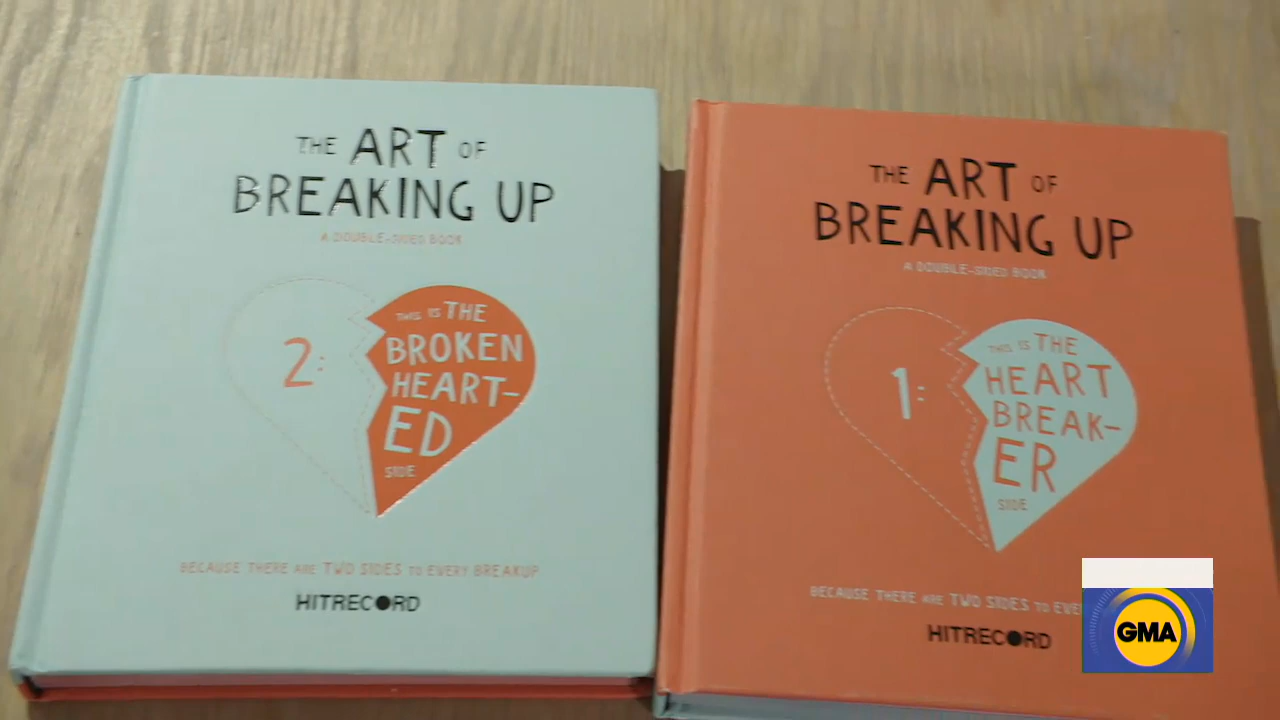 THE ART OF
BREAKING UP
A DOUBLE-SIDED BOOK
2:
THIS IS THE
BROKEN
HEART-
ED
SIDE
BECAUSE THERE ARE TWO SIDES TO EVERY BREAKUP
HITRECORD
THE ART OF
BREAKING UP
A DOUBLE-SIDED BOOK
1:
THIS IS THE
HEART
BREAK-
ER
SIDE
BECAUSE THERE ARE TWO SIDES TO
HITRECORD
GMA